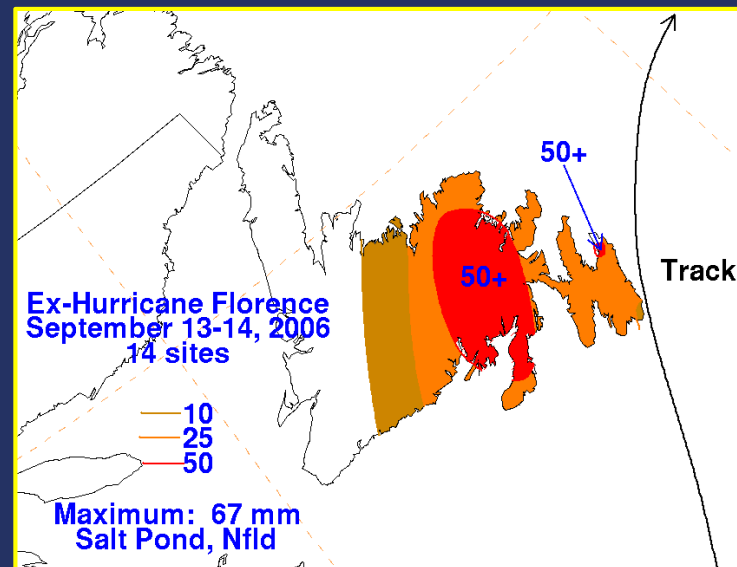 50+
50+
Track
Ex-Hurricane Florence
September 13-14, 2006
14 sites
10
25
50
Maximum: 67 mm
Salt Pond, Nfld